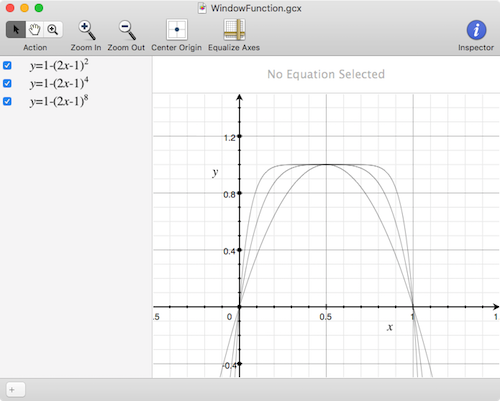 WindowFunction.gcx
Action Zoom In Zoom Out Center Origin Equalize Axes Inspector
y=1-(2x-1)²
y=1-(2x-1)⁴
y=1-(2x-1)⁸
No Equation Selected
1.2
y
0.8
0.4
.5 0 0.5 1 1.
x
-0.4
+